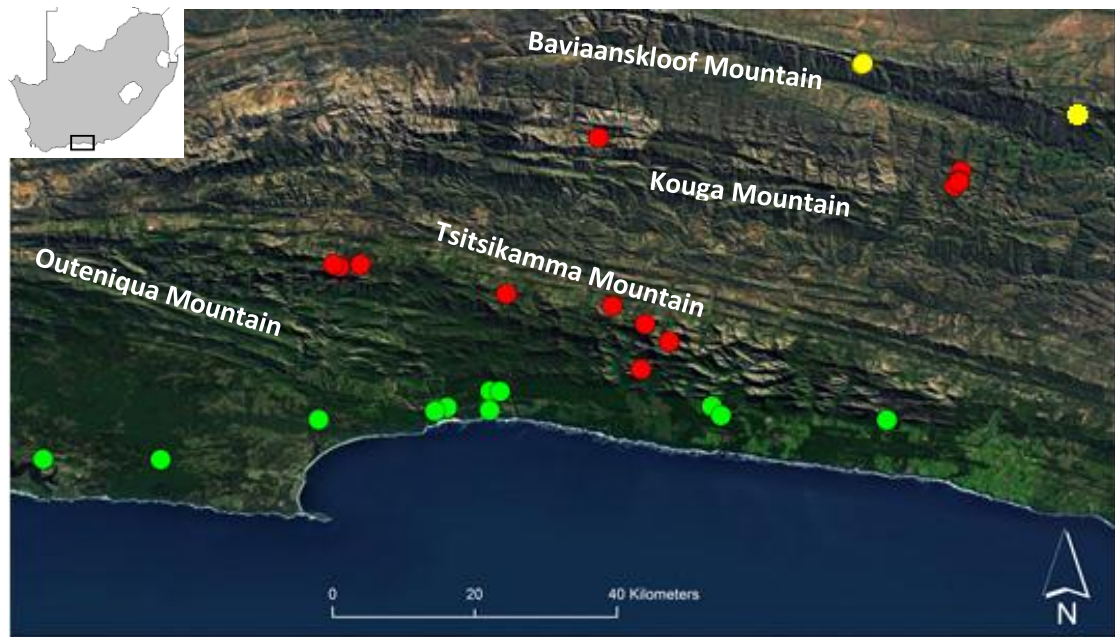 Baviaanskloof Mountain
Kouga Mountain
Tsitsikamma Mountain
Outeniqua Mountain
0 20 40 Kilometers
N